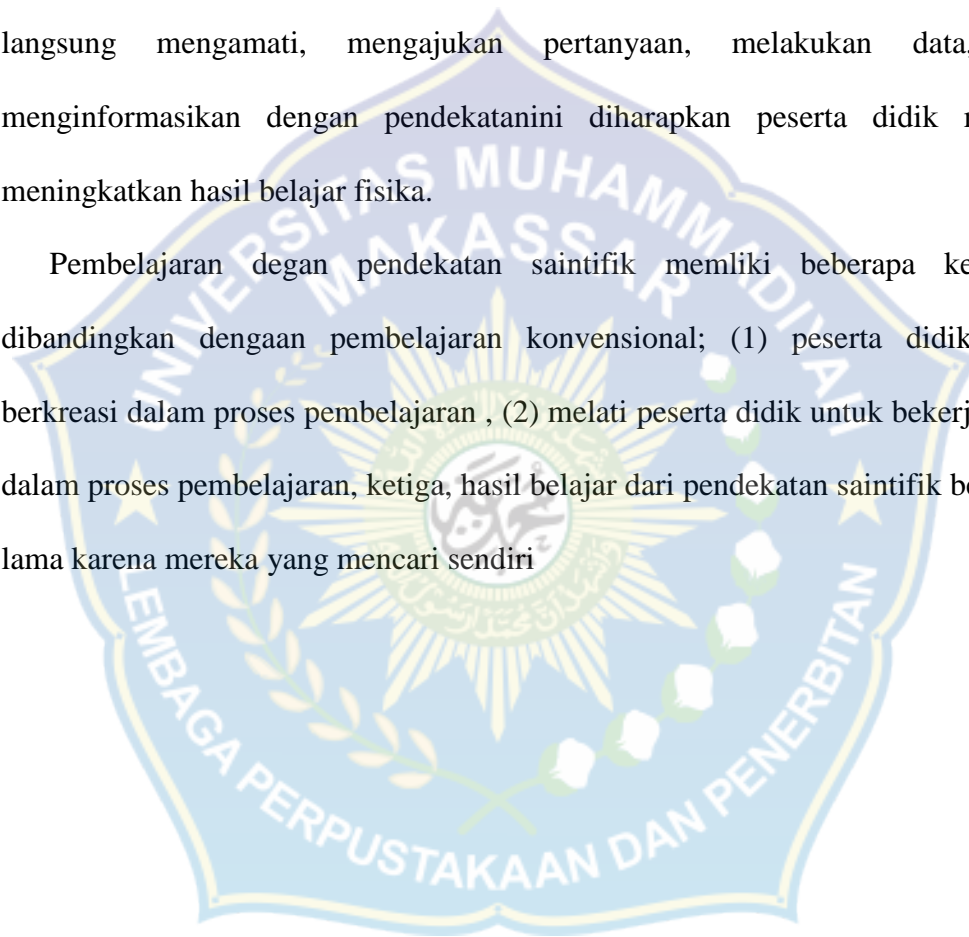 langsung mengamati, mengajukan pertanyaan, melakukan data,
menginformasikan dengan pendekatanini diharapkan peserta didik
meningkatkan hasil belajar fisika.
Pembelajaran degan pendekatan saintifik memliki beberapa ke
dibandingkan dengaan pembelajaran konvensional; (1) peserta didik
berkreasi dalam proses pembelajaran , (2) melati peserta didik untuk bekerj
dalam proses pembelajaran, ketiga, hasil belajar dari pendekatan saintifik be
lama karena mereka yang mencari sendiri
UNIVERSITAS MUHAMMADIYAH
MAKASSAR
LEMBAGA PERPUSTAKAAN DAN PENERBITAN